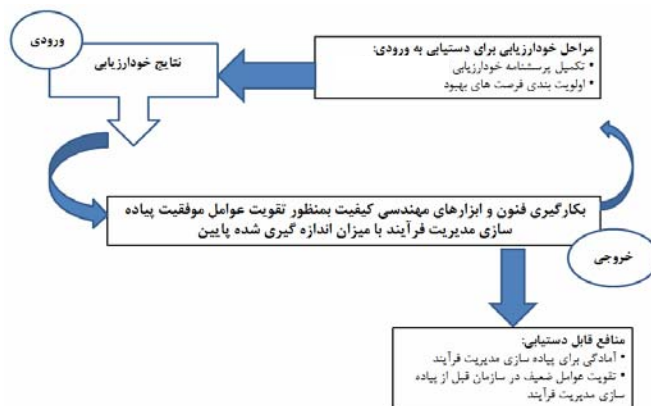 ورودی
نتایج خودارزیابی
مراحل خودارزیابی برای دستیابی به ورودی:
• تکمیل پرسشنامه خودارزیابی
• اولویت بندی فرصت های بهبود
بکارگیری فنون و ابزارهای مهندسی کیفیت بمنظور تقویت عوامل موفقیت پیاده
سازی مدیریت فرآیند با میزان اندازه گیری شده پایین
خروجی
منافع قابل دستیابی:
• آمادگی برای پیاده سازی مدیریت فرآیند
• تقویت عوامل ضعیف در سازمان قبل از پیاده
سازی مدیریت فرآیند